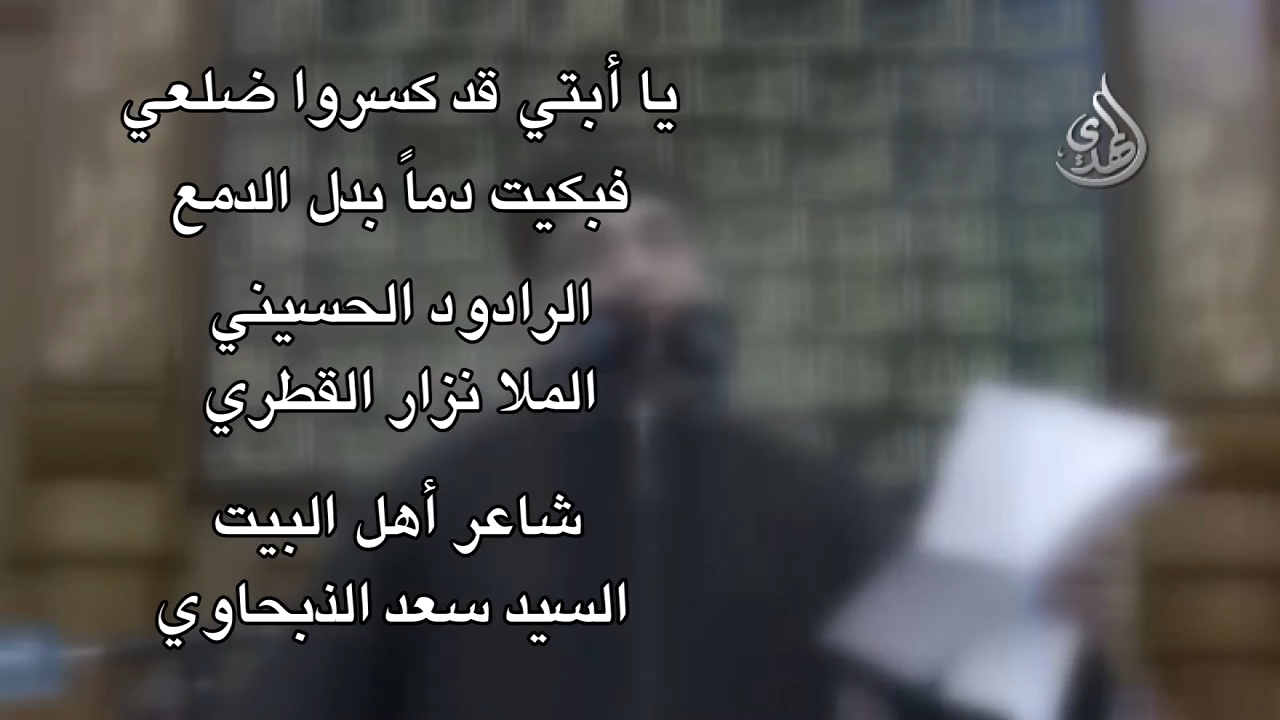 يا أبتي قد كسروا ضلعي
فبكيت دماً بدل الدمع
الرادود الحسيني
الملا نزار القطري
شاعر أهل البيت
السيد سعد الذبحاوي
المهدي